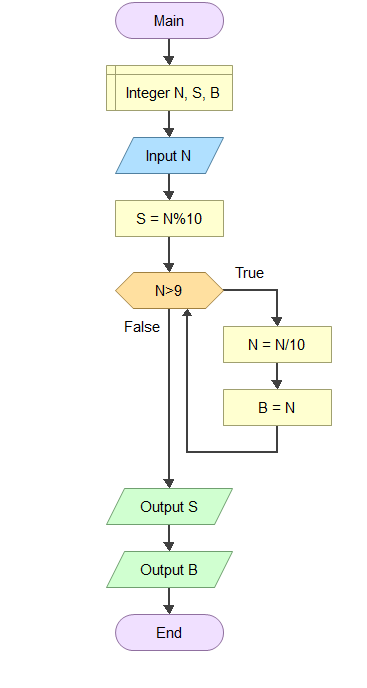 Main
Integer N, S, B
Input N
S = N%10
N>9
True
False
N = N/10
B = N
Output S
Output B
End